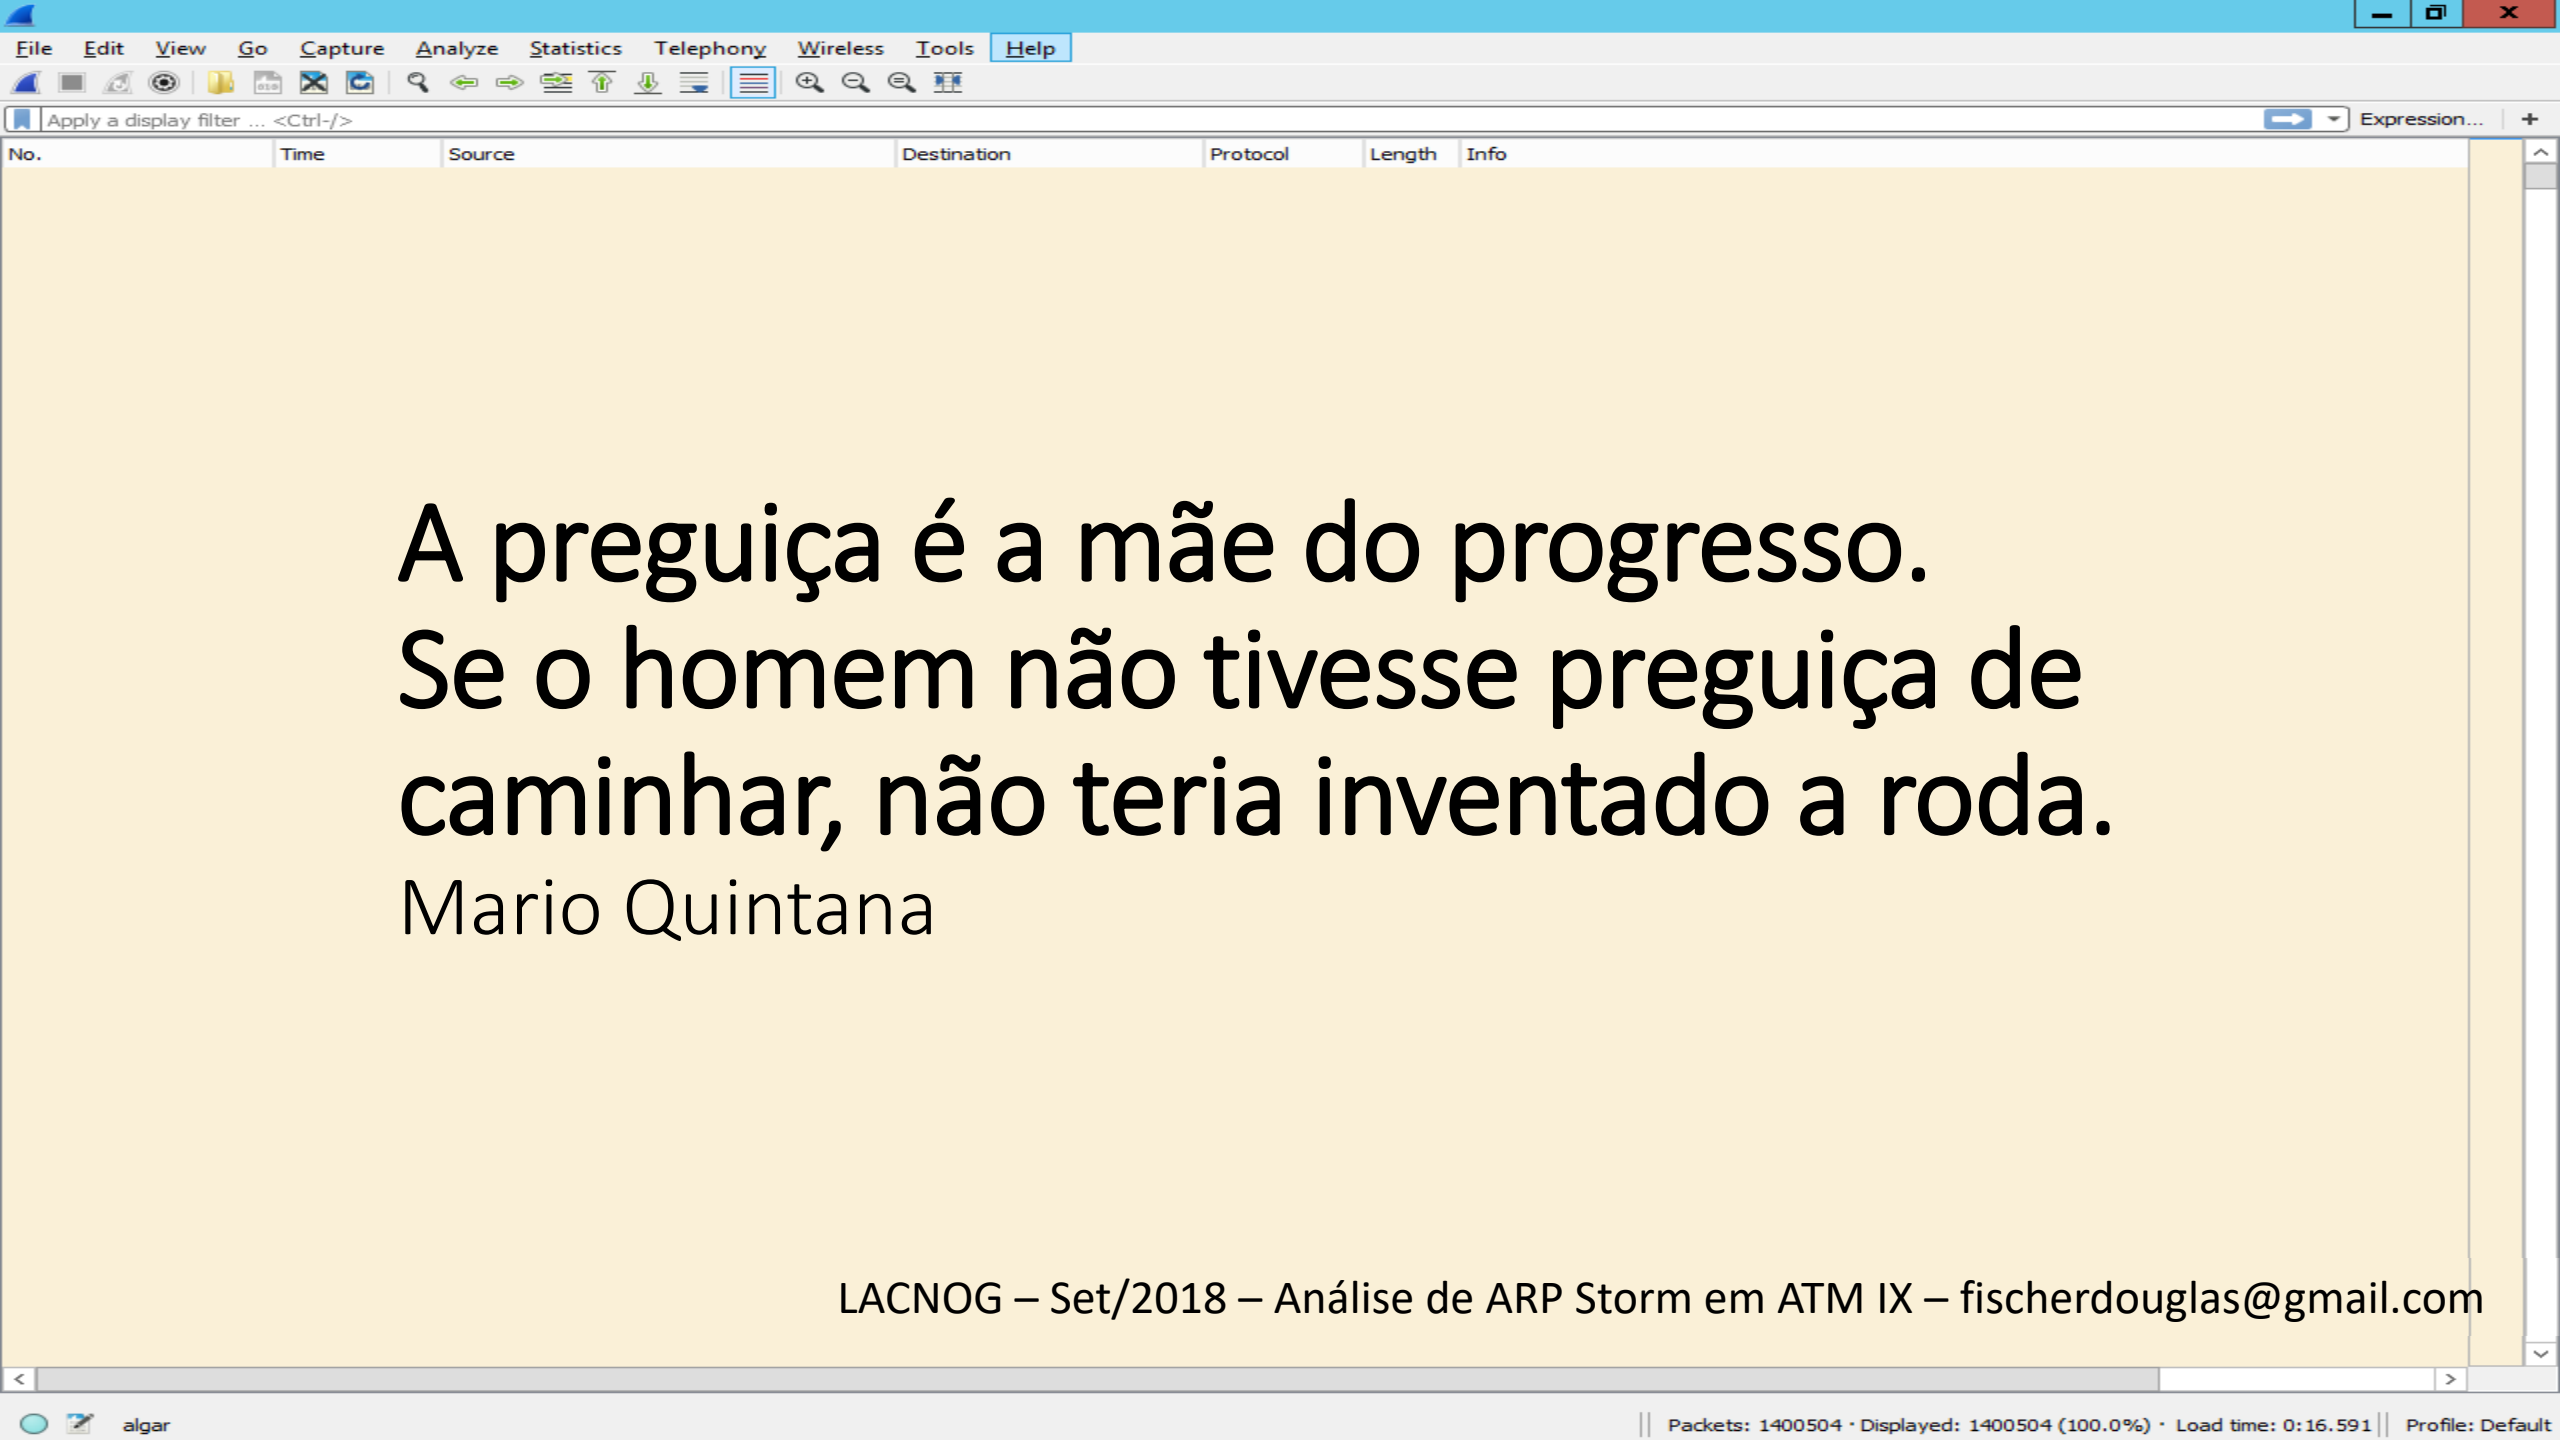 File Edit View Go Capture Analyze Statistics Telephony Wireless Tools Help
Apply a display filter ... <Ctrl-/> Expression... +
No. Time Source Destination Protocol Length Info
A preguiça é a mãe do progresso.
Se o homem não tivesse preguiça de
caminhar, não teria inventado a roda.
Mario Quintana
LACNOG – Set/2018 – Análise de ARP Storm em ATM IX – fischerdouglas@gmail.com
algar Packets: 1400504 · Displayed: 1400504 (100.0%) · Load time: 0:16.591 Profile: Default